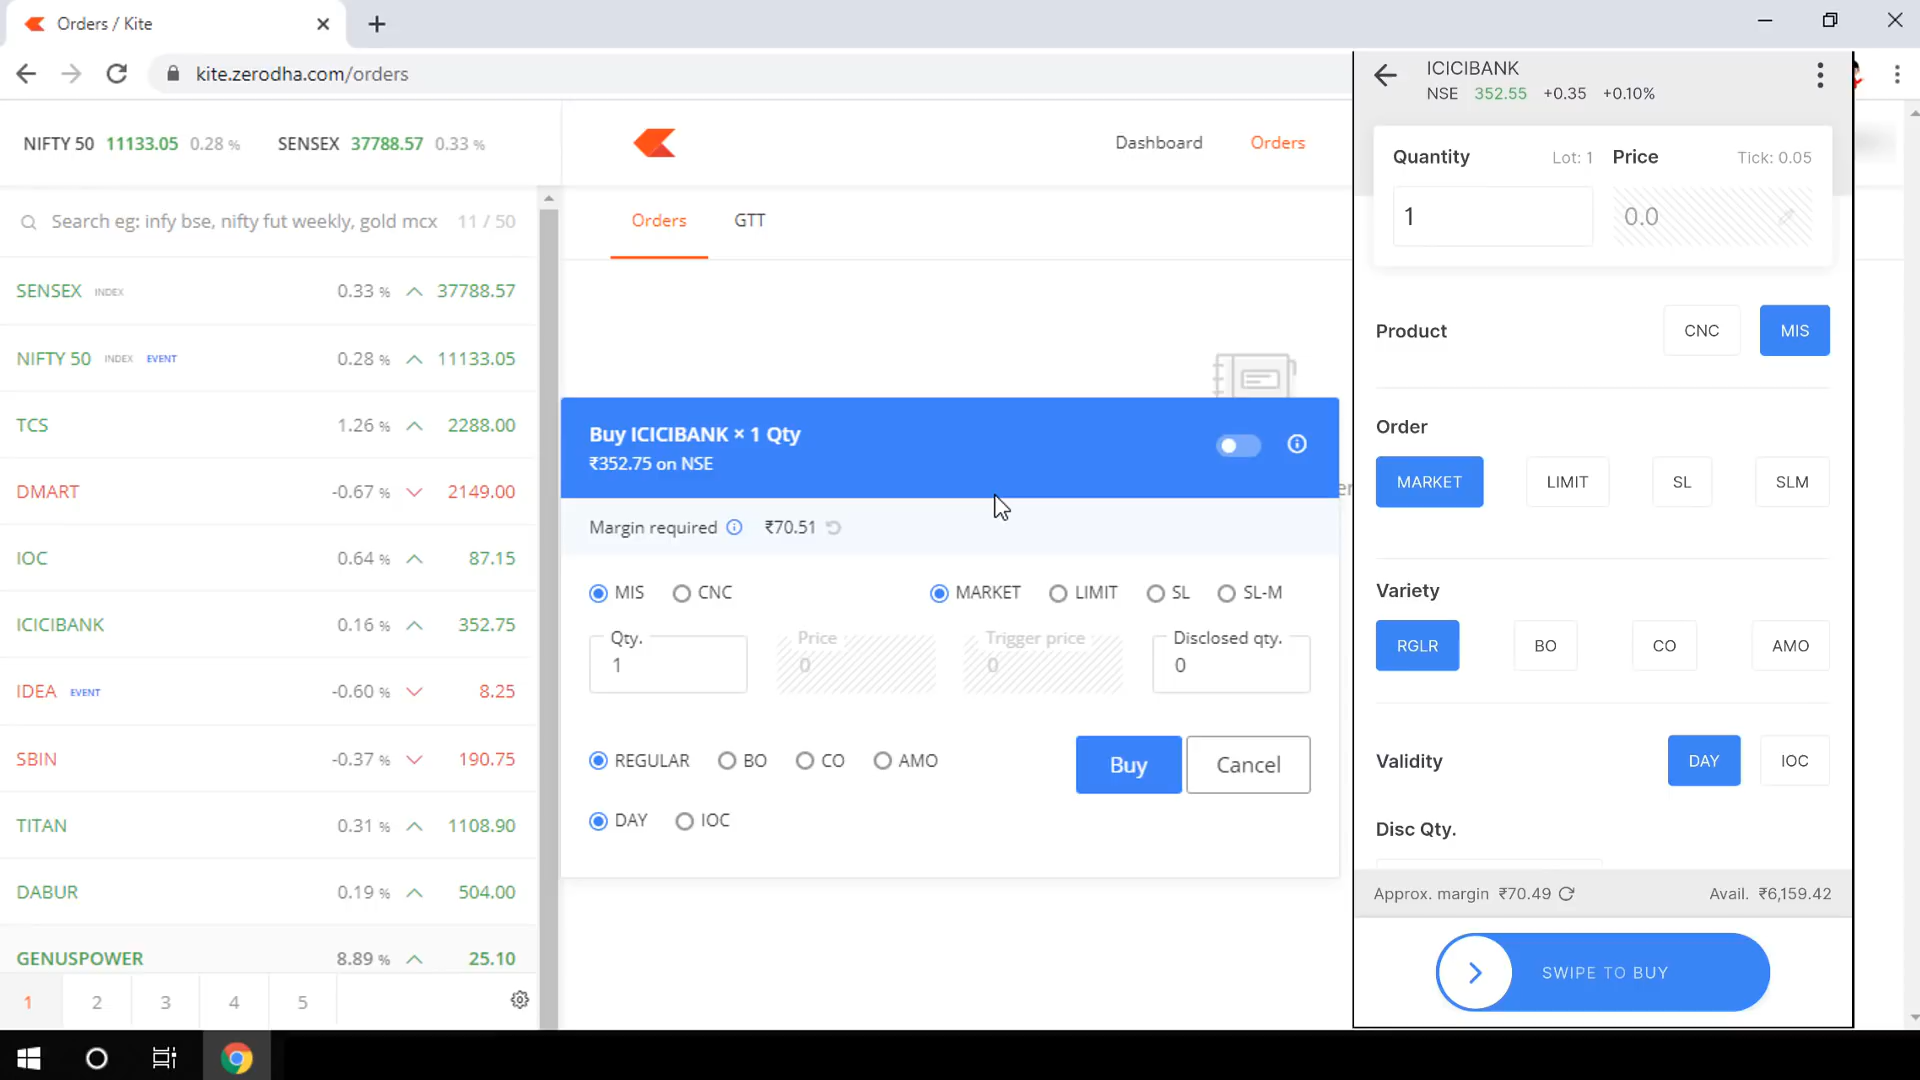 Orders / Kite
kite.zerodha.com/orders
NIFTY 50 11133.05 0.28 % SENSEX 37788.57 0.33 %
Dashboard Orders
Search eg: infy bse, nifty fut weekly, gold mcx 11 / 50
Orders GTT
SENSEX INDEX 0.33 % 37788.57
NIFTY 50 INDEX EVENT 0.28 % 11133.05
TCS 1.26 % 2288.00
DMART -0.67 % 2149.00
IOC 0.64 % 87.15
ICICIBANK 0.16 % 352.75
IDEA EVENT -0.60 % 8.25
SBIN -0.37 % 190.75
TITAN 0.31 % 1108.90
DABUR 0.19 % 504.00
GENUSPOWER 8.89 % 25.10
1 2 3 4 5
Buy ICICIBANK × 1 Qty
₹352.75 on NSE
Margin required ₹70.51
MIS CNC MARKET LIMIT SL SL-M
Qty. Price Trigger price Disclosed qty.
1 0 0 0
REGULAR BO CO AMO
Buy Cancel
DAY IOC
ICICIBANK
NSE 352.55 +0.35 +0.10%
Quantity Lot: 1 Price Tick: 0.05
1 0.0
Product CNC MIS
Order
MARKET LIMIT SL SLM
Variety
RGLR BO CO AMO
Validity DAY IOC
Disc Qty.
Approx. margin ₹70.49 Avail. ₹6,159.42
SWIPE TO BUY